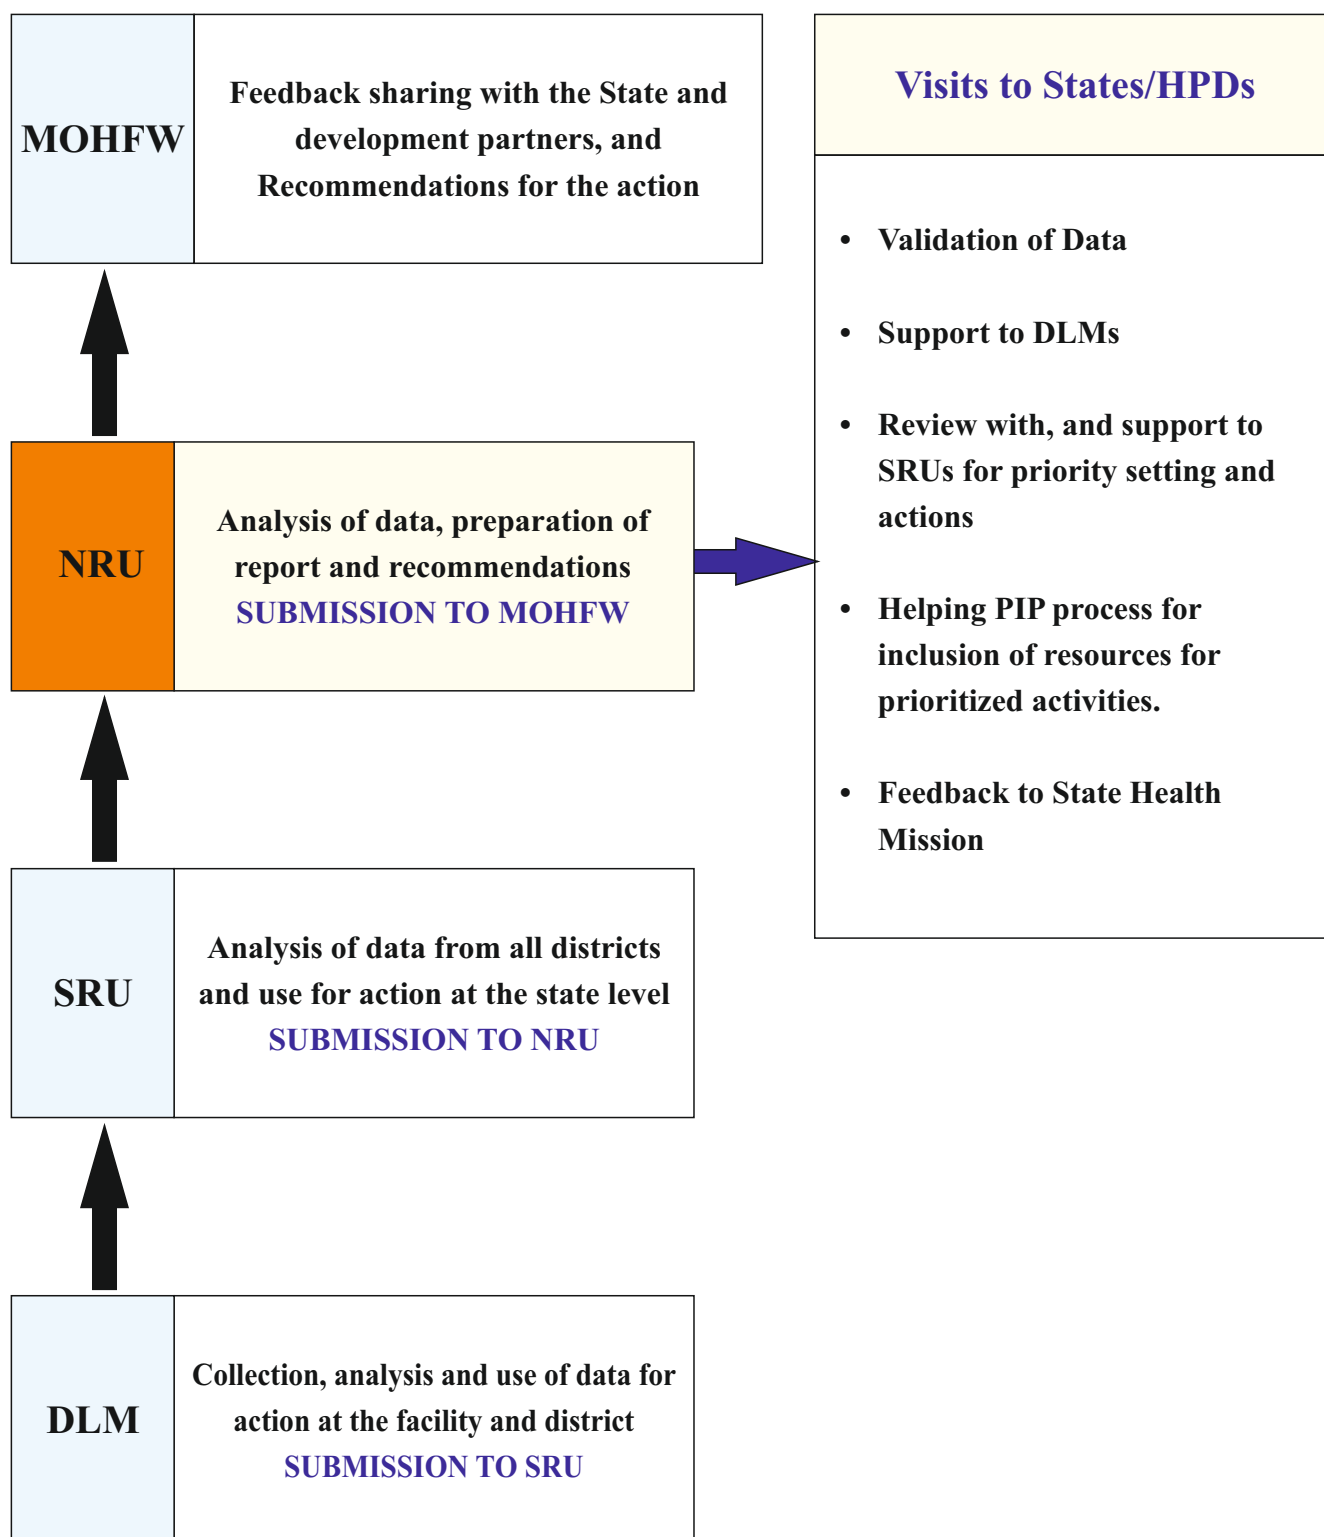 MOHFW
Feedback sharing with the State and
development partners, and
Recommendations for the action
NRU
Analysis of data, preparation of
report and recommendations
SUBMISSION TO MOHFW
SRU
Analysis of data from all districts
and use for action at the state level
SUBMISSION TO NRU
DLM
Collection, analysis and use of data for
action at the facility and district
SUBMISSION TO SRU
Visits to States/HPDs
• Validation of Data
• Support to DLMs
• Review with, and support to
SRUs for priority setting and
actions
• Helping PIP process for
inclusion of resources for
prioritized activities.
• Feedback to State Health
Mission